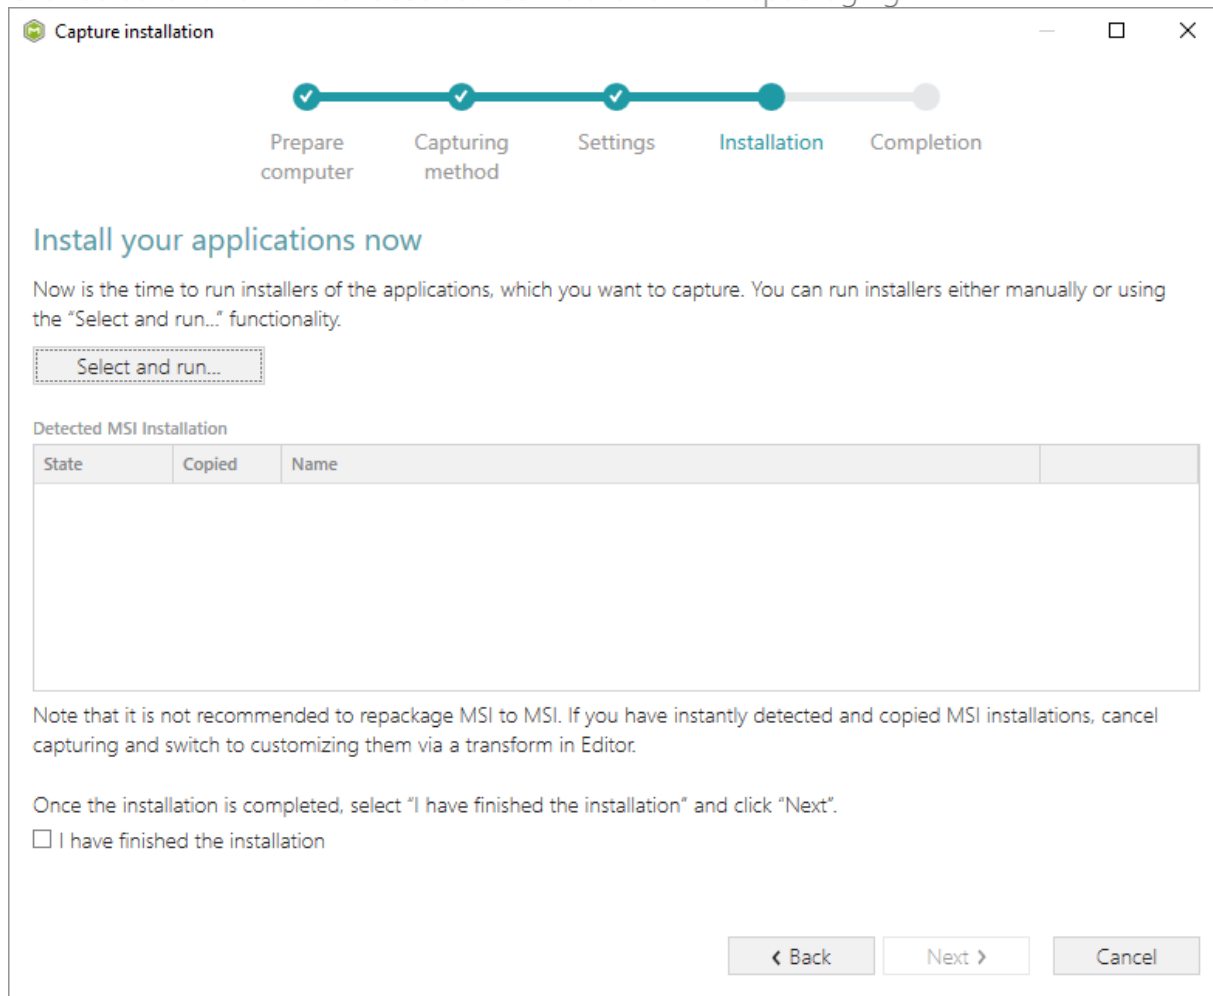 Capture installation
Prepare computer
Capturing method
Settings
Installation
Completion
Install your applications now
Now is the time to run installers of the applications, which you want to capture. You can run installers either manually or using
the “Select and run...” functionality.
Select and run...
Detected MSI Installation
State Copied Name
Note that it is not recommended to repackage MSI to MSI. If you have instantly detected and copied MSI installations, cancel
capturing and switch to customizing them via a transform in Editor.
Once the installation is completed, select “I have finished the installation” and click “Next”.
I have finished the installation
Back Next Cancel